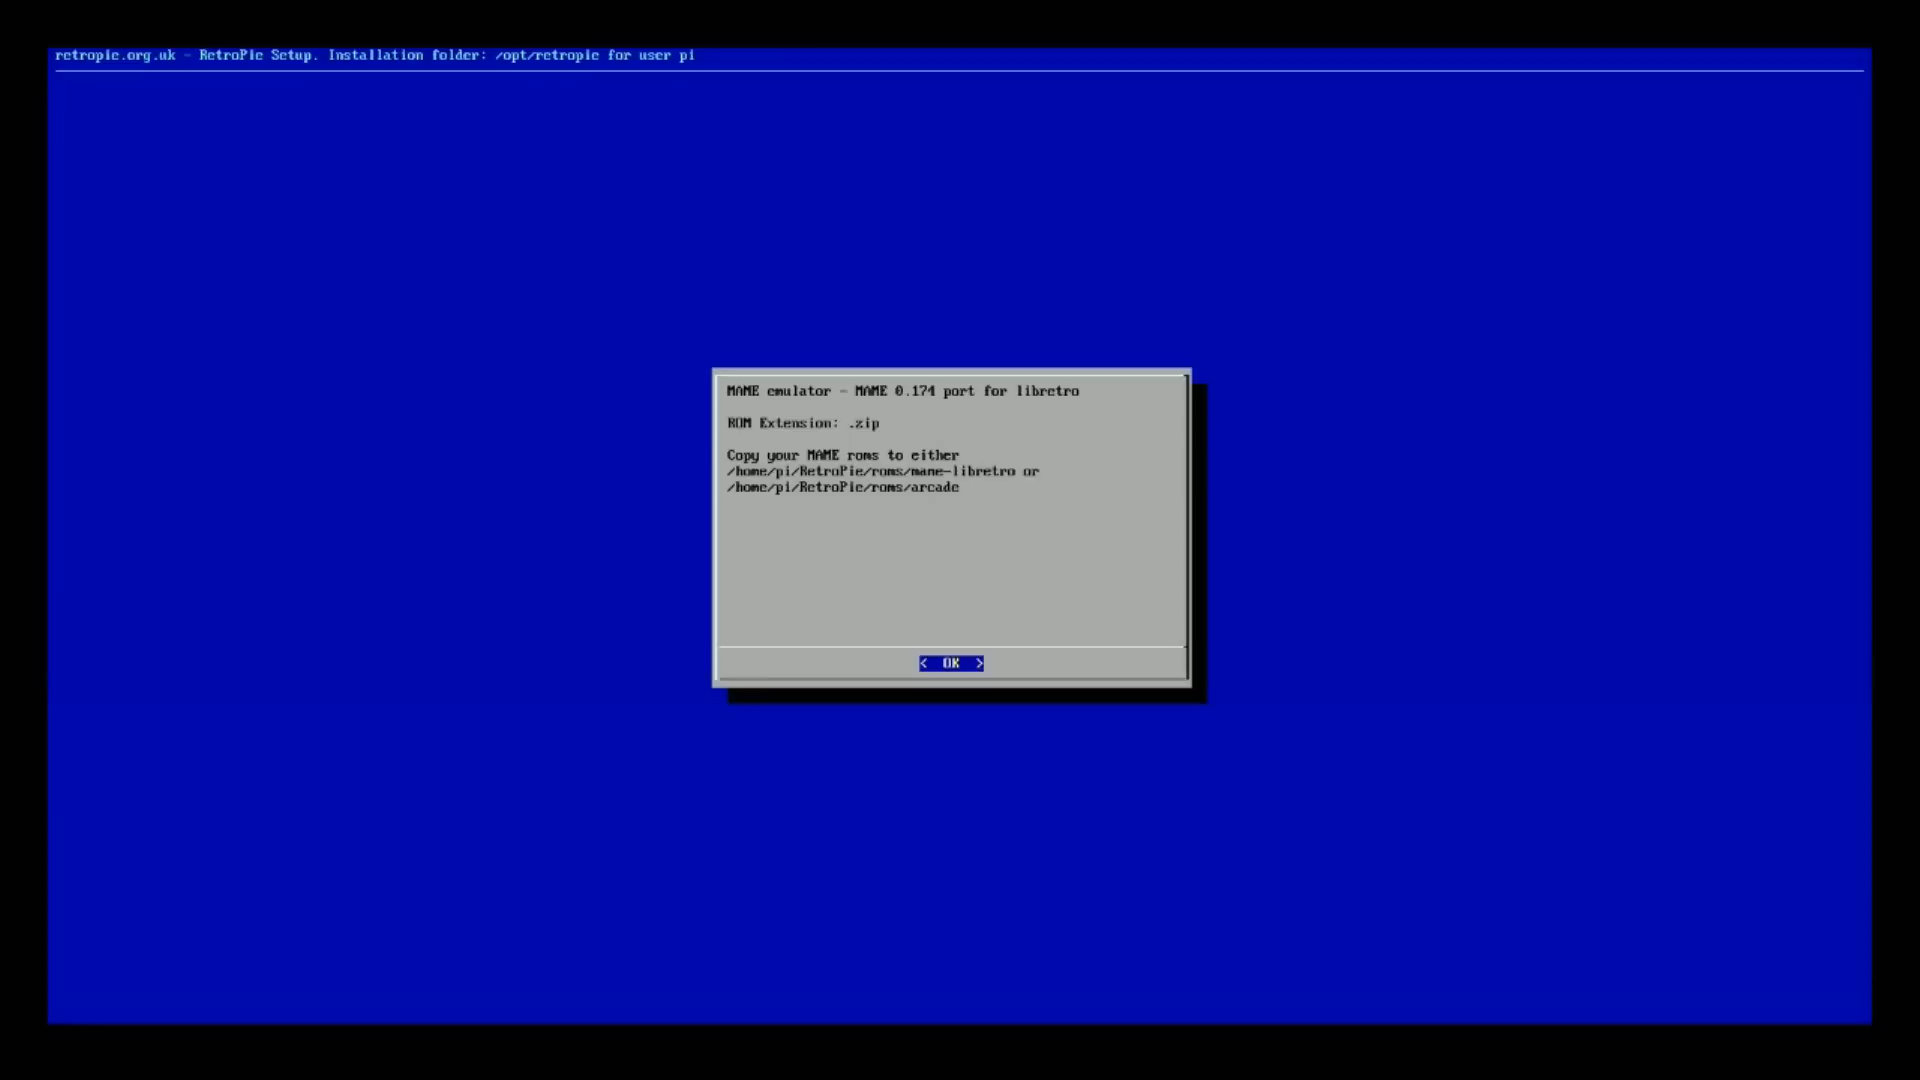 retropie.org.uk - RetroPie Setup. Installation folder: /opt/retropie for user pi
MAME emulator - MAME 0.174 port for libretro
ROM Extension: .zip
Copy your MAME roms to either
/home/pi/RetroPie/roms/mame-libretro or
/home/pi/RetroPie/roms/arcade
< OK >